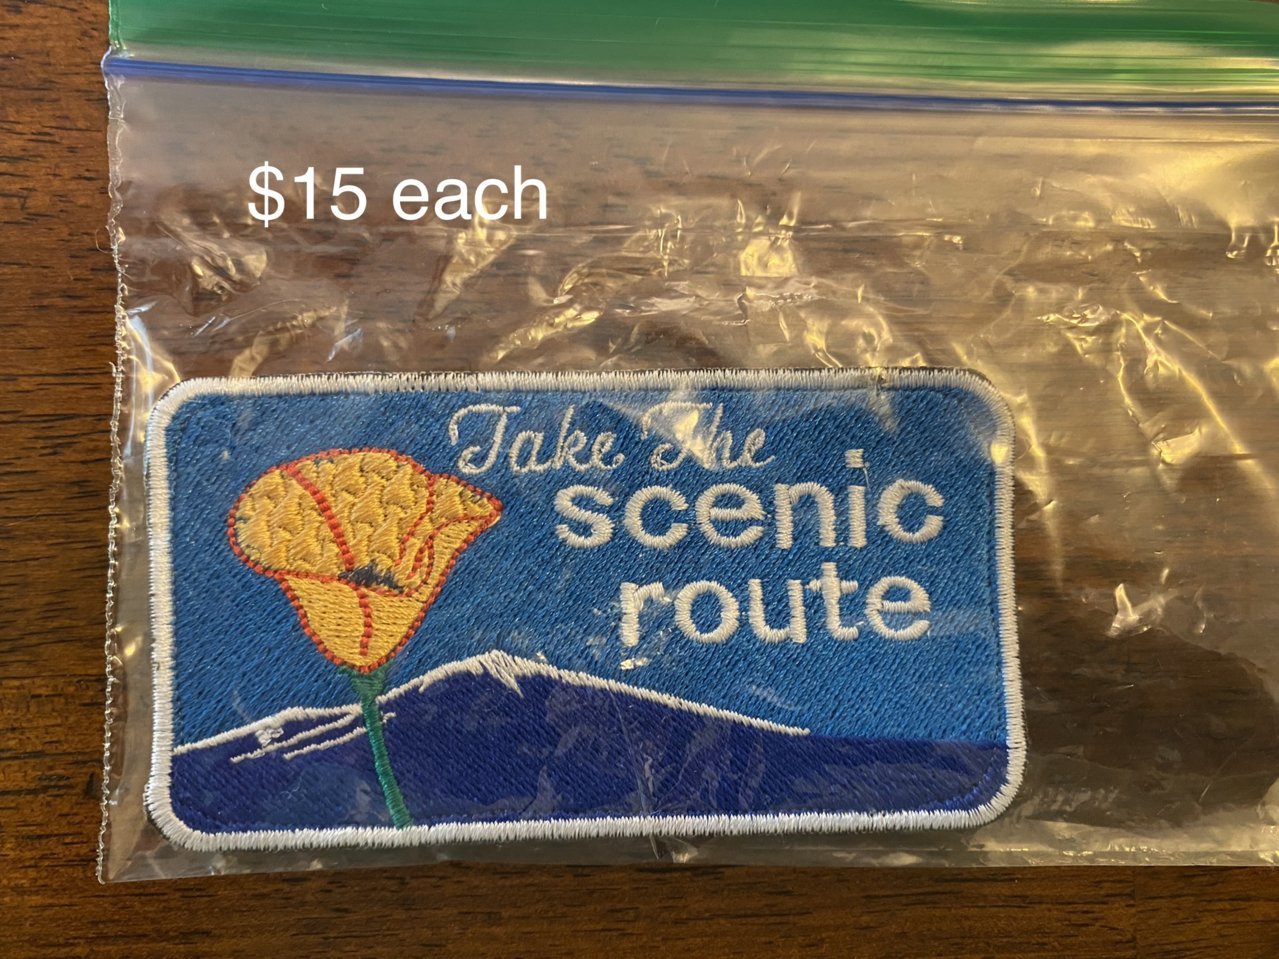 $15 each
Take The
scenic
route